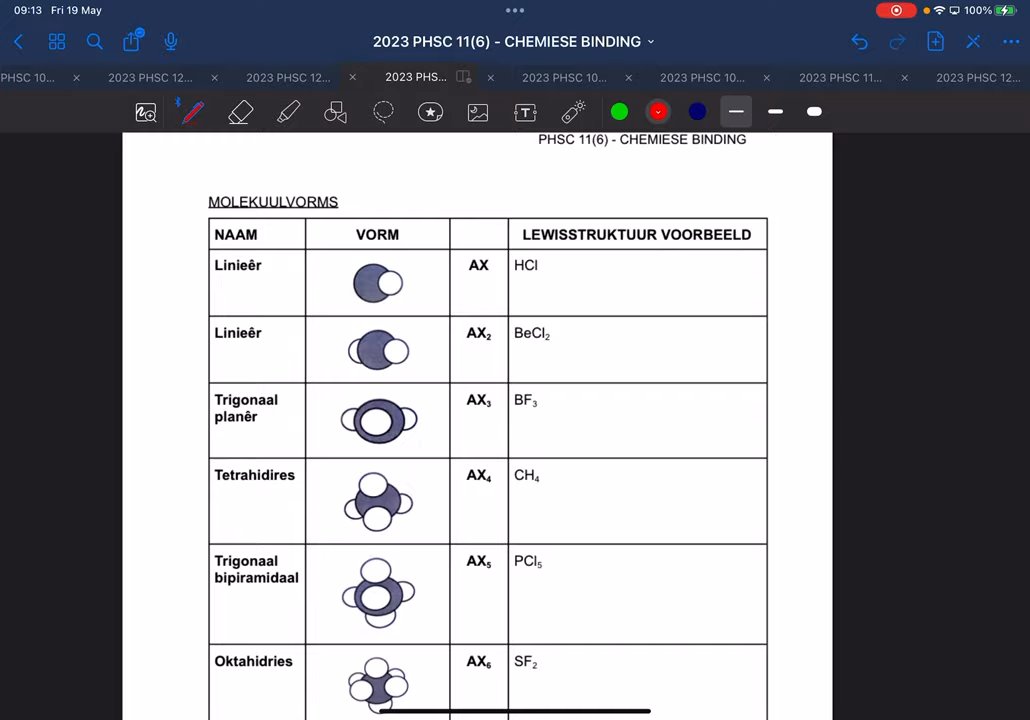 09:13 Fri 19 May
100%
2023 PHSC 11(6) - CHEMIESE BINDING
PHSC 10...
2023 PHSC 12...
2023 PHSC 12...
2023 PHS...
2023 PHSC 10...
2023 PHSC 10...
2023 PHSC 11...
2023 PHSC 12...
T
PHSC 11(6) - CHEMIESE BINDING
MOLEKUULVORMS
NAAM VORM LEWISSTRUKTUUR VOORBEELD
Linieêr AX HCl
Linieêr AX₂ BeCl₂
Trigonaal planêr AX₃ BF₃
Tetrahidires AX₄ CH₄
Trigonaal bipiramidaal AX₅ PCl₅
Oktahidries AX₆ SF₂